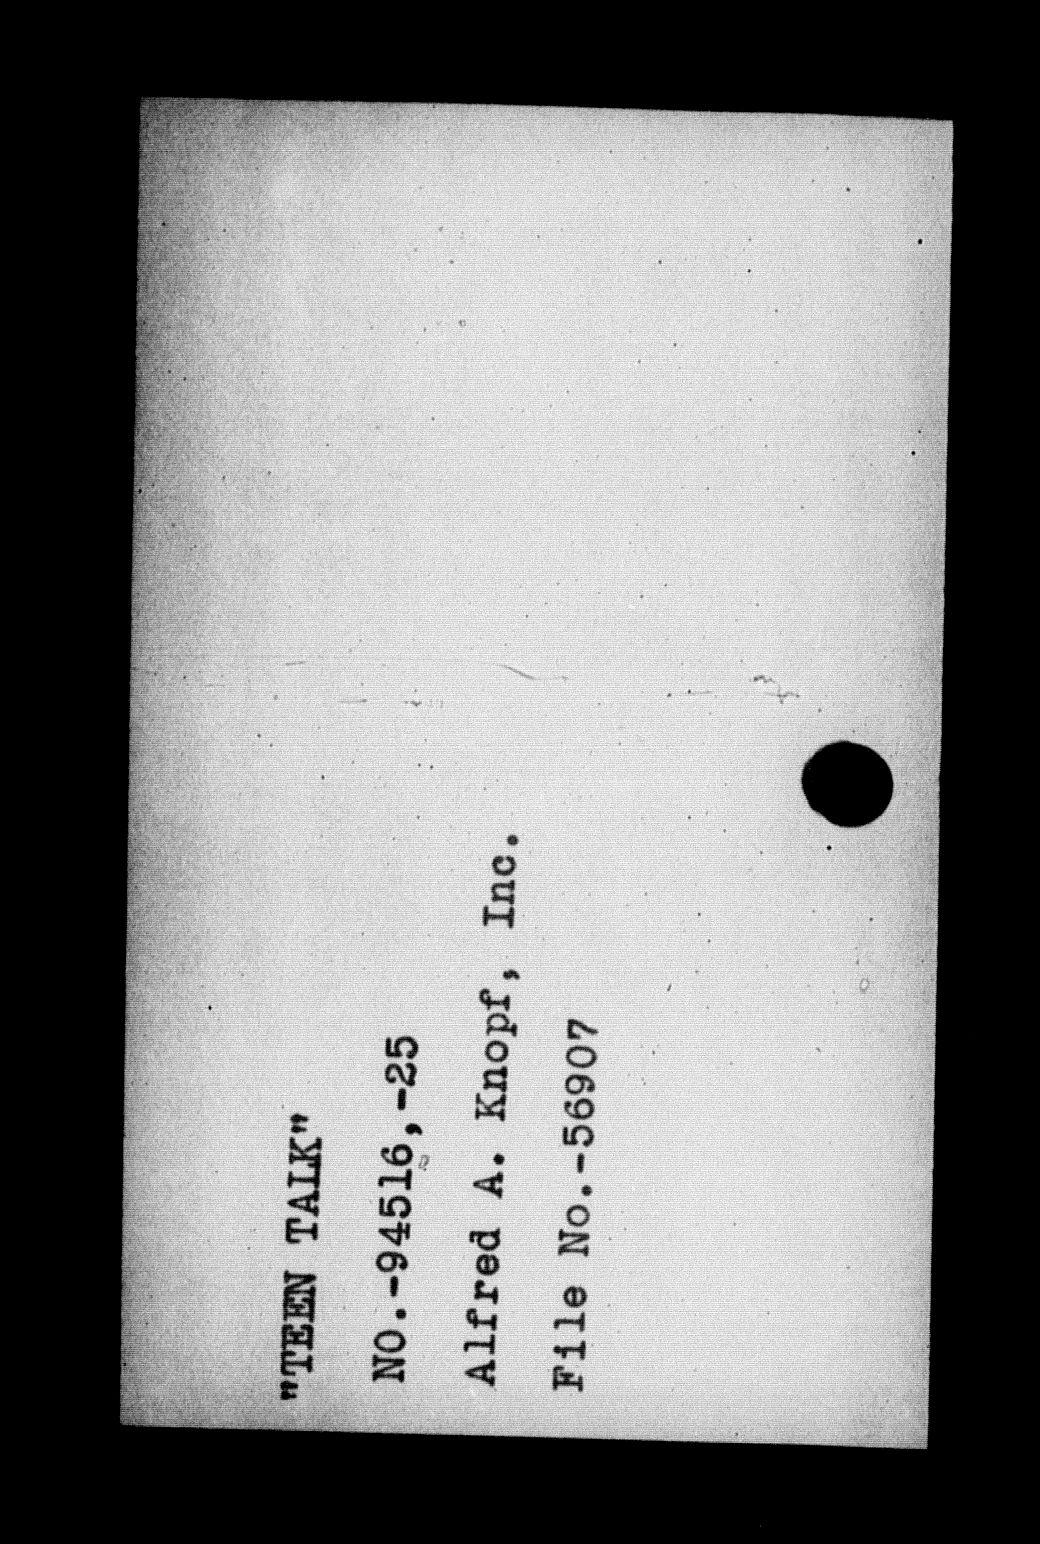 "TEEN TALK"
NO.-94516,-25
Alfred A. Knopf, Inc.
File No.-56907